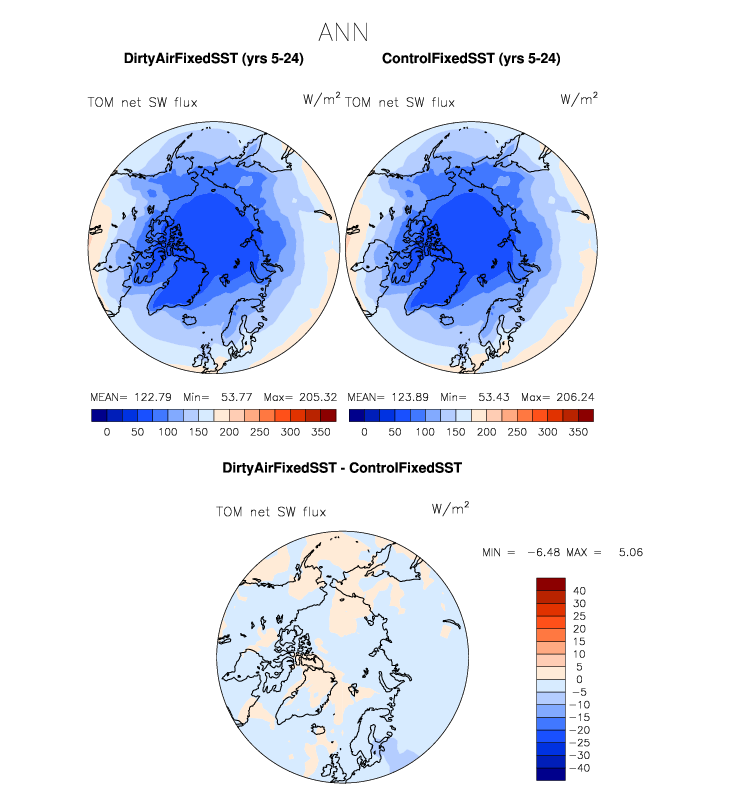 ANN
DirtyAirFixedSST (yrs 5-24) ControlFixedSST (yrs 5-24)
TOM net SW flux W/m² TOM net SW flux W/m²
MEAN= 122.79 Min= 53.77 Max= 205.32 MEAN= 123.89 Min= 53.43 Max= 206.24
0 50 100 150 200 250 300 350 0 50 100 150 200 250 300 350
DirtyAirFixedSST - ControlFixedSST
TOM net SW flux W/m²
MIN = −6.48 MAX = 5.06
40
30
25
20
15
10
5
0
−5
−10
−15
−20
−25
−30
−40